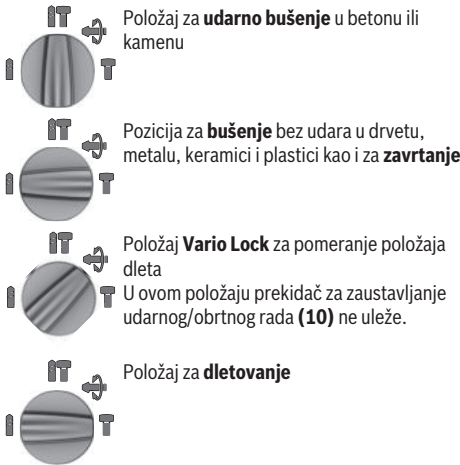 Položaj za udarno bušenje u betonu ili
kamenu
Pozicija za bušenje bez udara u drvetu,
metalu, keramici i plastici kao i za zavrtanje
Položaj Vario Lock za pomeranje položaja
dleta
U ovom položaju prekidač za zaustavljanje
udarnog/obrtnog rada (10) ne uleže.
Položaj za dletovanje